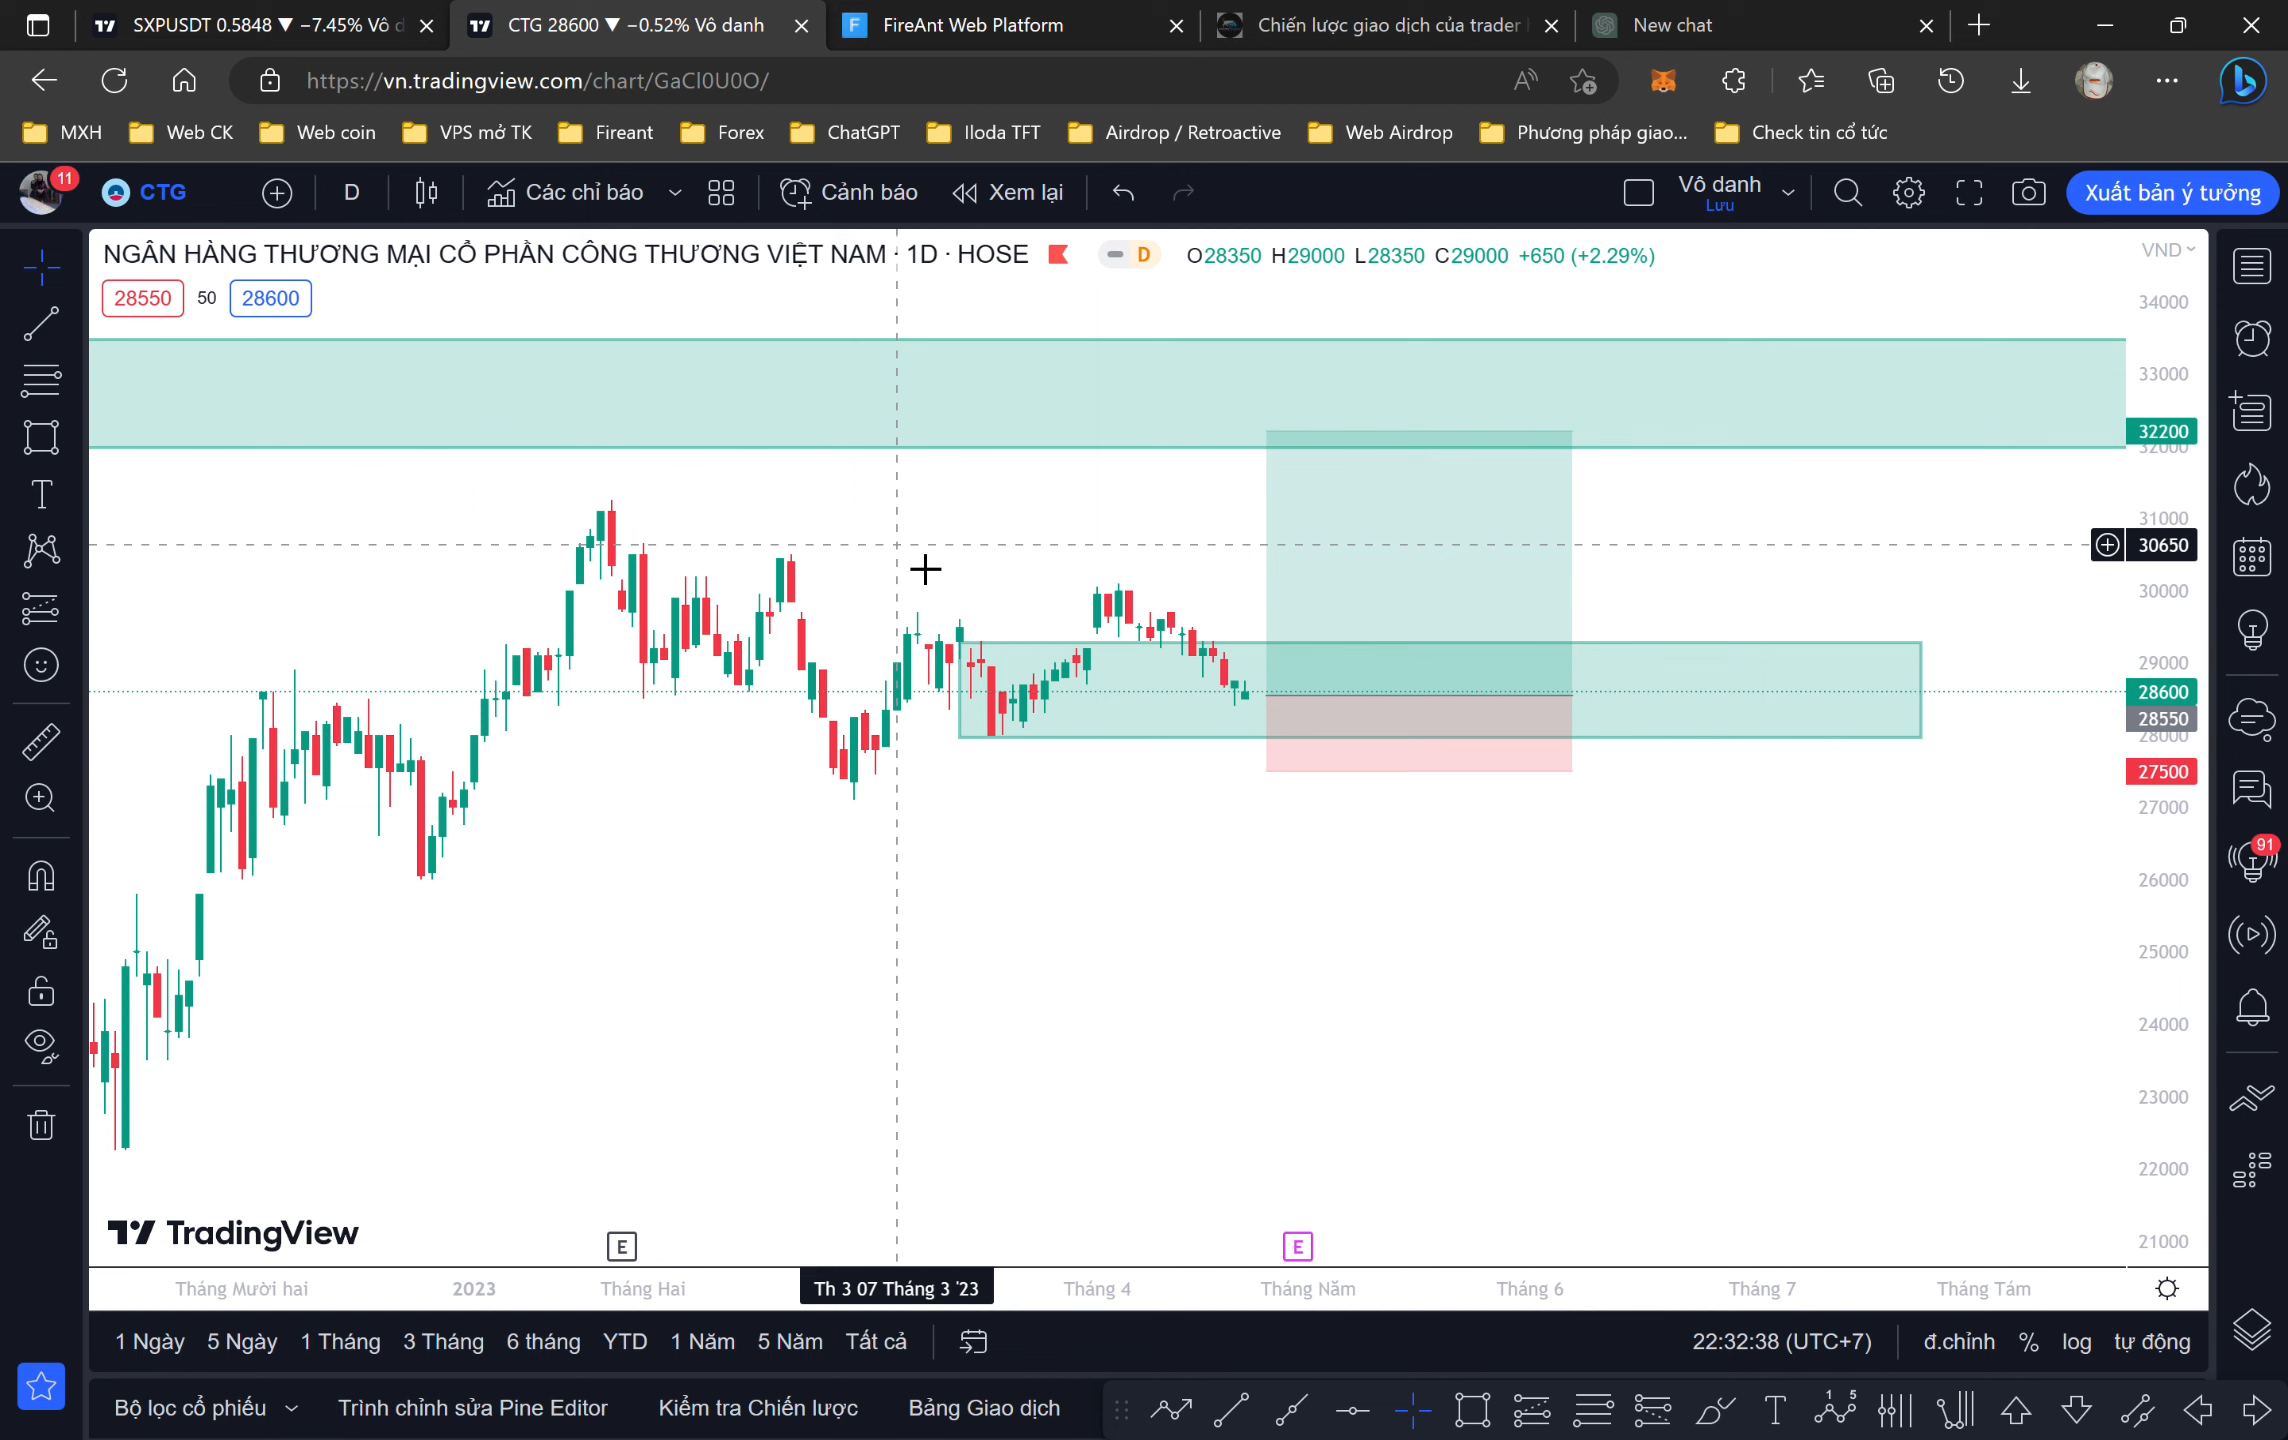 SXPUSDT 0.5848 ▼ −7.45% Vô d
CTG 28600 ▼ −0.52% Vô danh
FireAnt Web Platform
Chiến lược giao dịch của trader
New chat
https://vn.tradingview.com/chart/GaCl0U0O/
MXH
Web CK
Web coin
VPS mở TK
Fireant
Forex
ChatGPT
Iloda TFT
Airdrop / Retroactive
Web Airdrop
Phương pháp giao...
Check tin cổ tức
11
CTG
D
Các chỉ báo
Cảnh báo
Xem lại
Vô danh
Lưu
Xuất bản ý tưởng
NGÂN HÀNG THƯƠNG MẠI CỔ PHẦN CÔNG THƯƠNG VIỆT NAM · 1D · HOSE
D
O28350 H29000 L28350 C29000 +650 (+2.29%)
VND
28550
50
28600
34000
33000
32200
32000
31000
30650
30000
29000
28600
28550
28000
27500
27000
26000
25000
24000
23000
22000
21000
91
TradingView
E
E
Tháng Mười hai
2023
Tháng Hai
Th 3 07 Tháng 3 '23
Tháng 4
Tháng Năm
Tháng 6
Tháng 7
Tháng Tám
1 Ngày
5 Ngày
1 Tháng
3 Tháng
6 tháng
YTD
1 Năm
5 Năm
Tất cả
22:32:38 (UTC+7)
đ.chỉnh
%
log
tự động
Bộ lọc cổ phiếu
Trình chỉnh sửa Pine Editor
Kiểm tra Chiến lược
Bảng Giao dịch
1 5